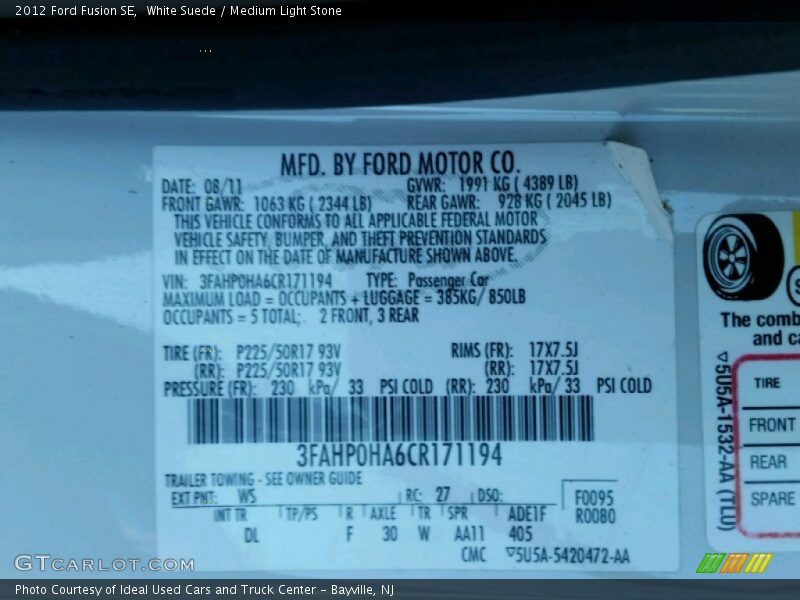 2012 Ford Fusion SE, White Suede / Medium Light Stone
MFD. BY FORD MOTOR CO.
DATE: 08/11 GVWR: 1991 KG ( 4389 LB)
FRONT GAWR: 1063 KG ( 2344 LB) REAR GAWR: 928 KG ( 2045 LB)
THIS VEHICLE CONFORMS TO ALL APPLICABLE FEDERAL MOTOR
VEHICLE SAFETY, BUMPER, AND THEFT PREVENTION STANDARDS
IN EFFECT ON THE DATE OF MANUFACTURE SHOWN ABOVE.
VIN: 3FAHP0HA6CR171194 TYPE: Passenger Car
MAXIMUM LOAD = OCCUPANTS + LUGGAGE = 385KG/ 850LB
OCCUPANTS = 5 TOTAL; 2 FRONT, 3 REAR
TIRE (FR): P225/50R17 93V RIMS (FR): 17X7.5J
(RR): P225/50R17 93V (RR): 17X7.5J
PRESSURE (FR): 230 kPa/ 33 PSI COLD (RR): 230 kPa/ 33 PSI COLD
3FAHP0HA6CR171194
TRAILER TOWING - SEE OWNER GUIDE
EXT PNT: WS RC: 27 DSO: F0095
INT TR TP/PS R AXLE TR SPR ADE1F R0080
DL F 30 W AA11 405
CMC ▽5U5A-5420472-AA
The comb
and ca
▽5U5A-1532-AA (TLU)
TIRE
FRONT
REAR
SPARE
GTCARLOT.COM
Photo Courtesy of Ideal Used Cars and Truck Center – Bayville, NJ